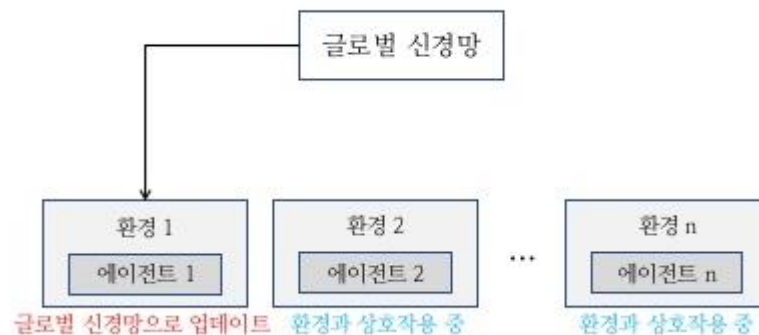 글로벌 신경망
환경 1
환경 2
환경 n
에이전트 1
에이전트 2
...
에이전트 n
글로벌 신경망으로 업데이트
환경과 상호작용 중
환경과 상호작용 중